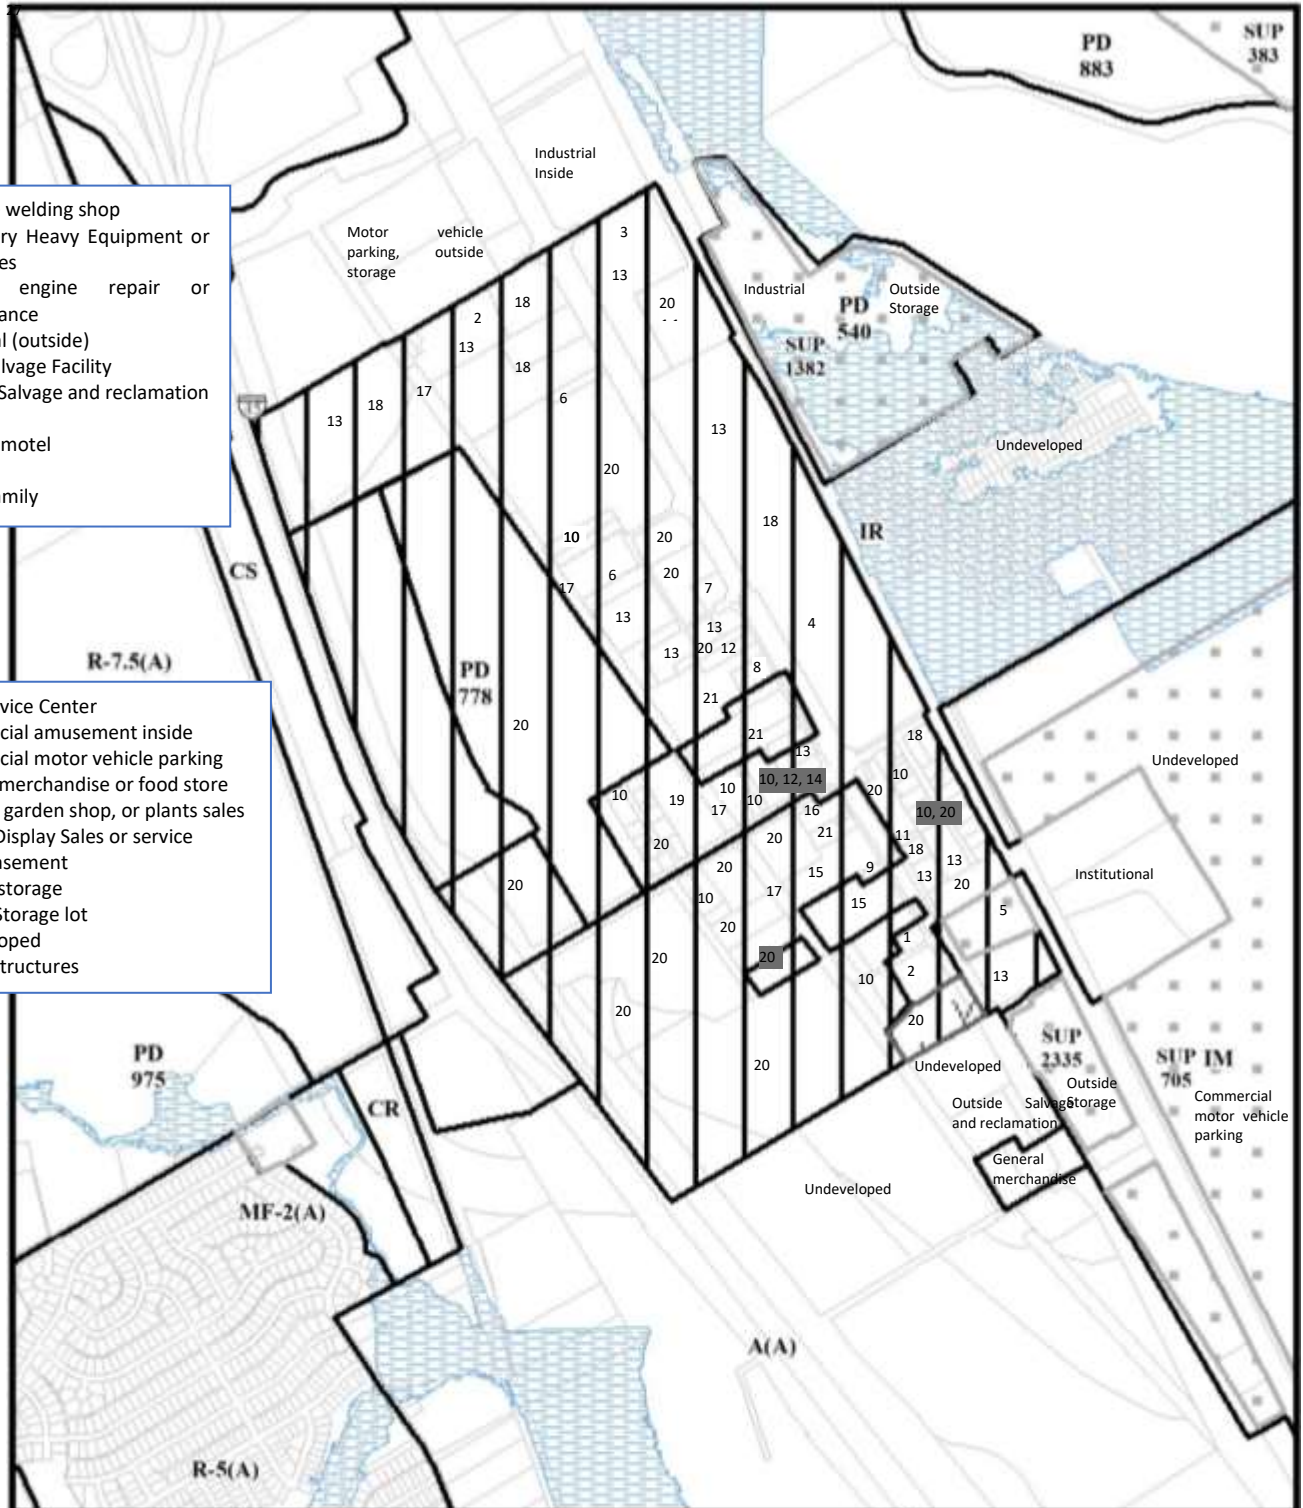 27
PD
883
SUP
383
Industrial
Inside
welding shop
ry Heavy Equipment or
es
engine repair or
ance
l (outside)
lvage Facility
Salvage and reclamation
motel
mily
Motor vehicle
parking, outside
storage
3
13
20
18
2
13
18
17
6
18
13
20
13
Industrial
Outside
Storage
PD
540
SUP
1382
Undeveloped
18
IR
10
20
6
20
17
7
13
4
13
20 12
13
8
21
CS
R-7.5(A)
PD
778
20
21
13
18
10, 12, 14
10
19
10
10
17
16
20
10
10, 20
Undeveloped
rvice Center
cial amusement inside
cial motor vehicle parking
merchandise or food store
garden shop, or plants sales
Display Sales or service
asement
storage
Storage lot
oped
tructures
20
20
21
11
18
13
20
20
15
9
13
20
17
10
15
5
Institutional
20
1
20
20
10
2
13
20
20
20
Undeveloped
SUP
2335
SUP
705
IM
Outside
Storage
Outside Salvage
and reclamation
Commercial
motor vehicle
parking
General
merchandise
Undeveloped
PD
975
CR
MF-2(A)
A(A)
R-5(A)